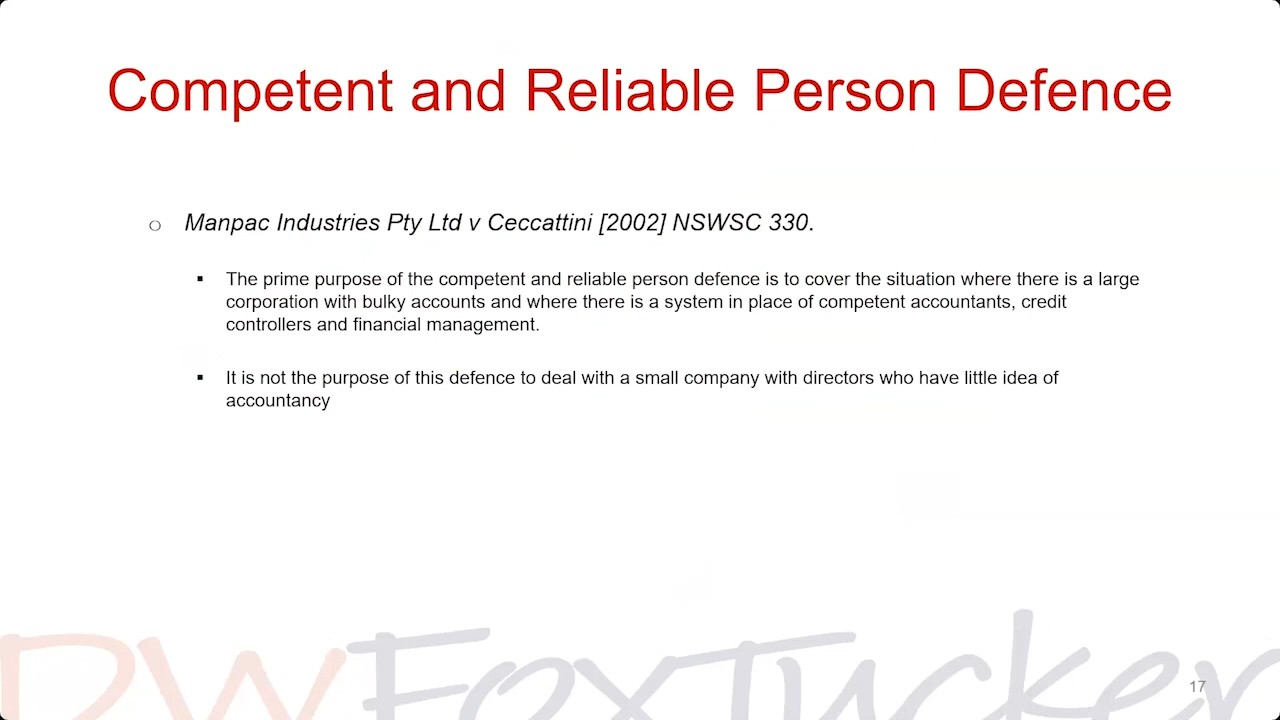 Competent and Reliable Person Defence
Manpac Industries Pty Ltd v Ceccattini [2002] NSWSC 330.
The prime purpose of the competent and reliable person defence is to cover the situation where there is a large
corporation with bulky accounts and where there is a system in place of competent accountants, credit
controllers and financial management.
It is not the purpose of this defence to deal with a small company with directors who have little idea of
accountancy
DWFoxTucker
17